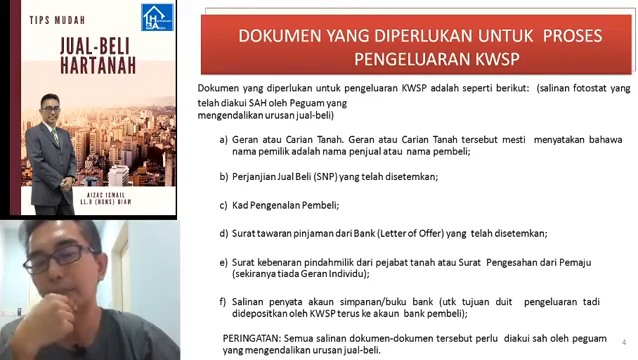 TIPS MUDAH
JUAL-BELI
HARTANAH
AIZAC ISMAIL
LL.B (HONS) UIAM
DOKUMEN YANG DIPERLUKAN UNTUK PROSES
PENGELUARAN KWSP
Dokumen yang diperlukan untuk pengeluaran KWSP adalah seperti berikut: (salinan fotostat yang
telah diakui SAH oleh Peguam yang
mengendalikan urusan jual-beli)
a) Geran atau Carian Tanah. Geran atau Carian Tanah tersebut mesti menyatakan bahawa
nama pemilik adalah nama penjual atau nama pembeli;
b) Perjanjian Jual Beli (SNP) yang telah disetemkan;
c) Kad Pengenalan Pembeli;
d) Surat tawaran pinjaman dari Bank (Letter of Offer) yang telah disetemkan;
e) Surat kebenaran pindahmilik dari pejabat tanah atau Surat Pengesahan dari Pemaju
(sekiranya tiada Geran Individu);
f) Salinan penyata akaun simpanan/buku bank (utk tujuan duit pengeluaran tadi
dideposit​kan oleh KWSP terus ke akaun bank pembeli);
PERINGATAN: Semua salinan dokumen-dokumen tersebut perlu diakui sah oleh peguam
yang mengendalikan urusan jual-beli.
4